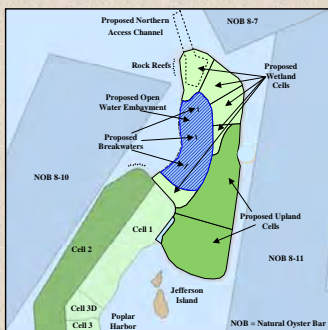 Proposed Northern
Access Channel
NOB 8-7
Rock Reefs
Proposed
Wetland
Cells
Proposed Open
Water Embayment
Proposed
Breakwaters
NOB 8-10
Proposed Upland
Cells
Cell 1
Cell 2
NOB 8-11
Jefferson
Island
Cell 3D
Poplar
Harbor
Cell 3
NOB = Natural Oyster Bar